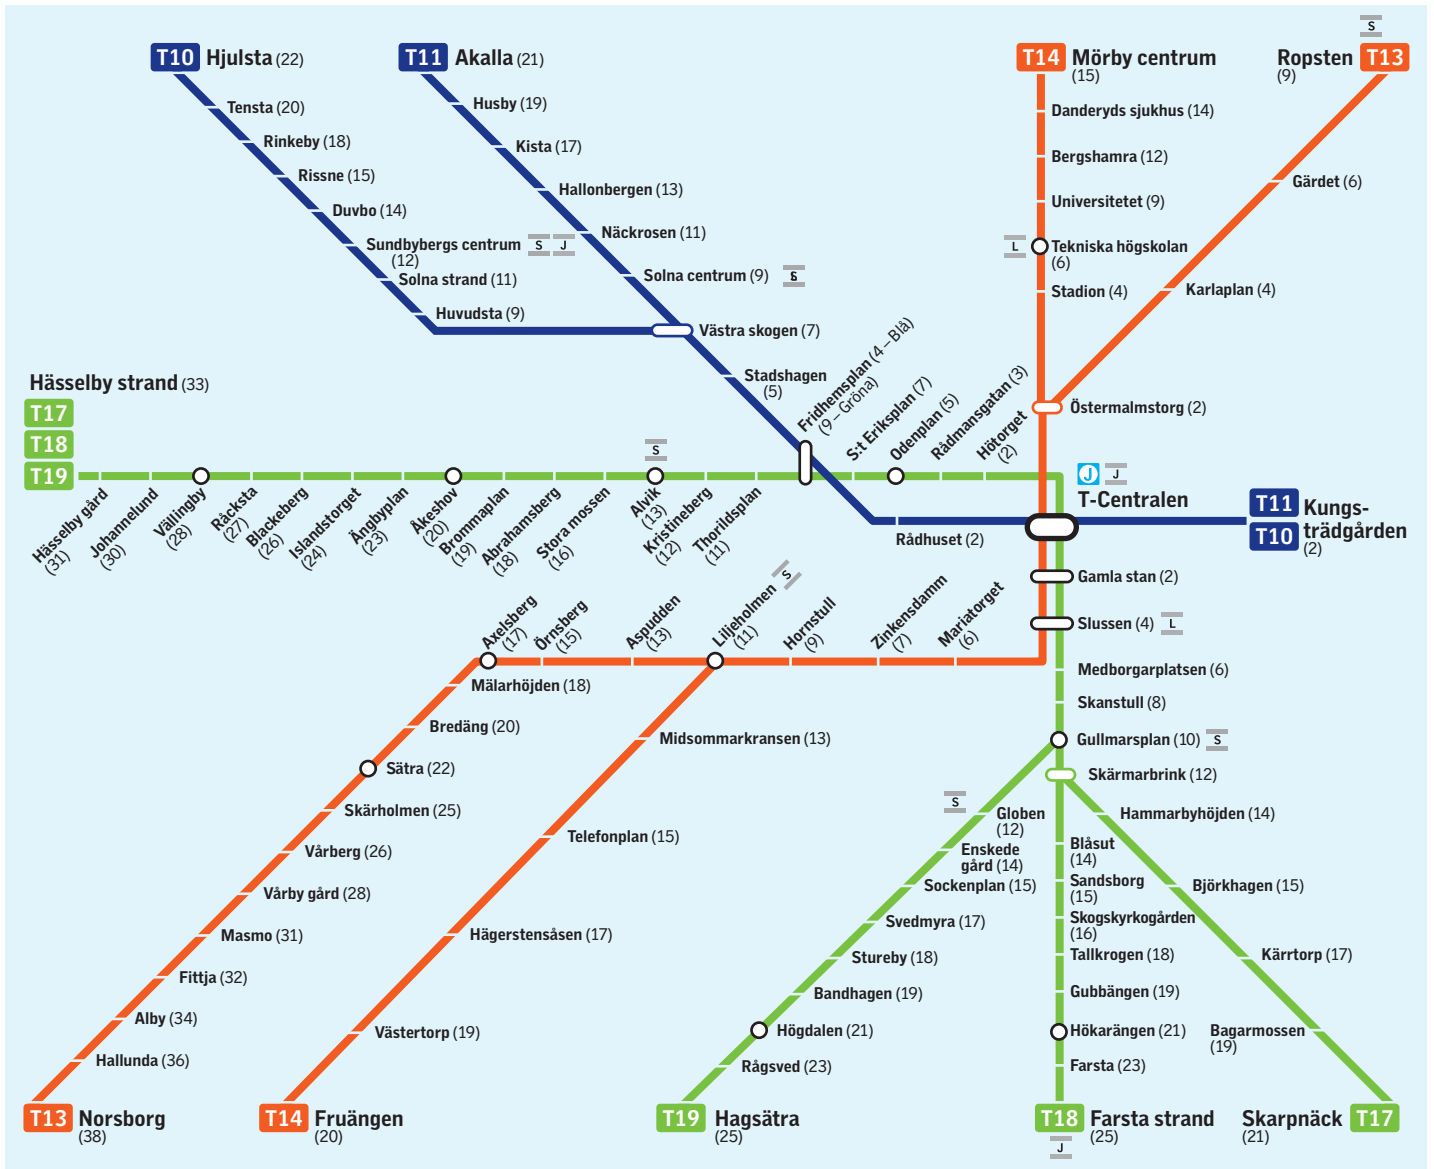 S
T10 Hjulsta (22)
T11 Akalla (21)
T14 Mörby centrum
(15)
Ropsten T13
(9)
Tensta (20)
Rinkeby (18)
Rissne (15)
Duvbo (14)
Sundbybergs centrum S J
(12)
Solna strand (11)
Huvudsta (9)
Husby (19)
Kista (17)
Hallonbergen (13)
Näckrosen (11)
Solna centrum (9)
Västra skogen (7)
Stadshagen
(5)
Fridhemsplan (4 – Blå)
(9 – Gröna)
Danderyds sjukhus (14)
Bergshamra (12)
Universitetet (9)
L Tekniska högskolan
(6)
Stadion (4)
Gärdet (6)
Karlaplan (4)
Östermalmstorg (2)
Hässelby strand (33)
T17
T18
T19
Hässelby gård
(31)
Johannelund
(30)
Vällingby
(28)
Råcksta
(27)
Blackeberg
(26)
Islandstorget
(24)
Ängbyplan
(23)
Åkeshov
(20)
Brommaplan
(19)
Abrahamsberg
(18)
Stora mossen
(16)
S
Alvik
(13)
Kristineberg
(12)
Thorildsplan
(11)
S:t Eriksplan (7)
Odenplan (5)
Rådmansgatan (3)
Hötorget
(2)
J J
T-Centralen
Rådhuset (2)
T11
T10
Kungs-
trädgården
(2)
Gamla stan (2)
Slussen (4) L
Axelsberg
(17)
Örnsberg
(15)
Aspudden
(13)
Liljeholmen S
(11)
Hornstull
(9)
Zinkensdamm
(7)
Mariatorget
(6)
Mälarhöjden (18)
Bredäng (20)
Sätra (22)
Skärholmen (25)
Vårberg (26)
Vårby gård (28)
Masmo (31)
Fittja (32)
Alby (34)
Hallunda (36)
T13 Norsborg
(38)
Midsommarkransen (13)
Telefonplan (15)
Hägerstensåsen (17)
Västertorp (19)
T14 Fruängen
(20)
Medborgarplatsen (6)
Skanstull (8)
Gullmarsplan (10) S
Skärmarbrink (12)
S
Globen
(12)
Enskede
gård (14)
Sockenplan (15)
Svedmyra (17)
Stureby (18)
Bandhagen (19)
Högdalen (21)
Rågsved (23)
T19 Hagsätra
(25)
Blåsut
(14)
Sandsborg
(15)
Skogskyrkogården
(16)
Tallkrogen (18)
Gubbängen (19)
Hökarängen (21)
Farsta (23)
T18 Farsta strand
(25)
J
Hammarbyhöjden (14)
Björkhagen (15)
Kärrtorp (17)
Bagarmossen
(19)
Skarpnäck T17
(21)